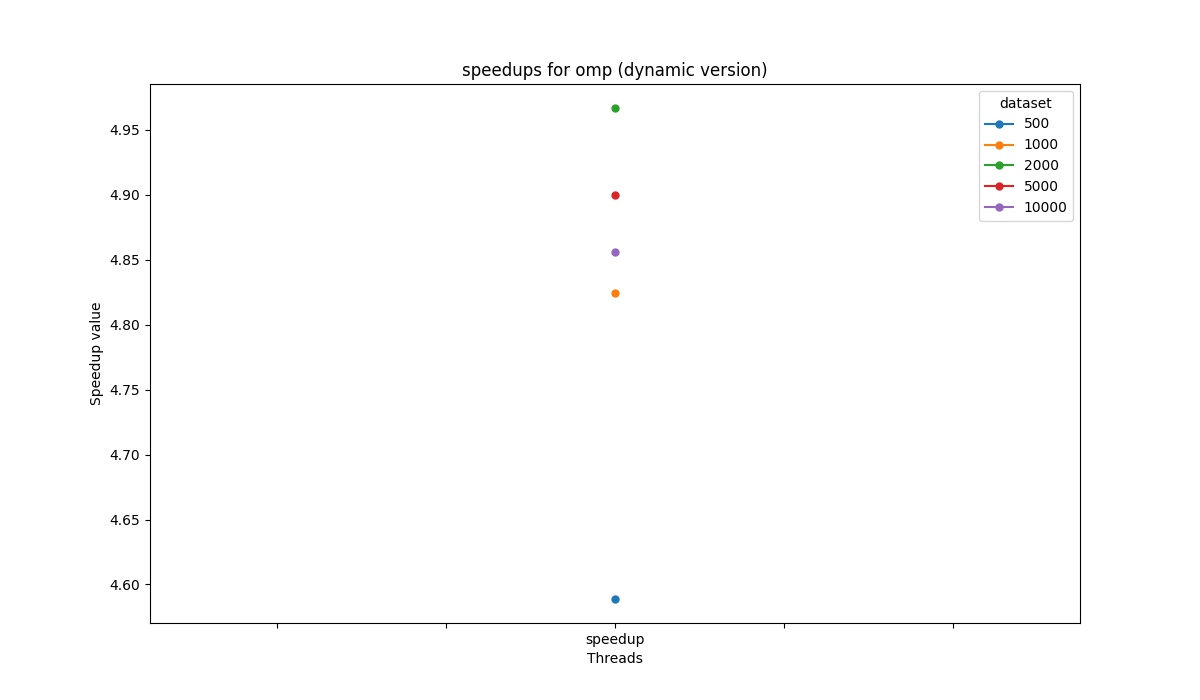 speedups for omp (dynamic version)
dataset
500
1000
2000
5000
10000
4.95
4.90
4.85
4.80
4.75
4.70
4.65
4.60
Speedup value
speedup
Threads